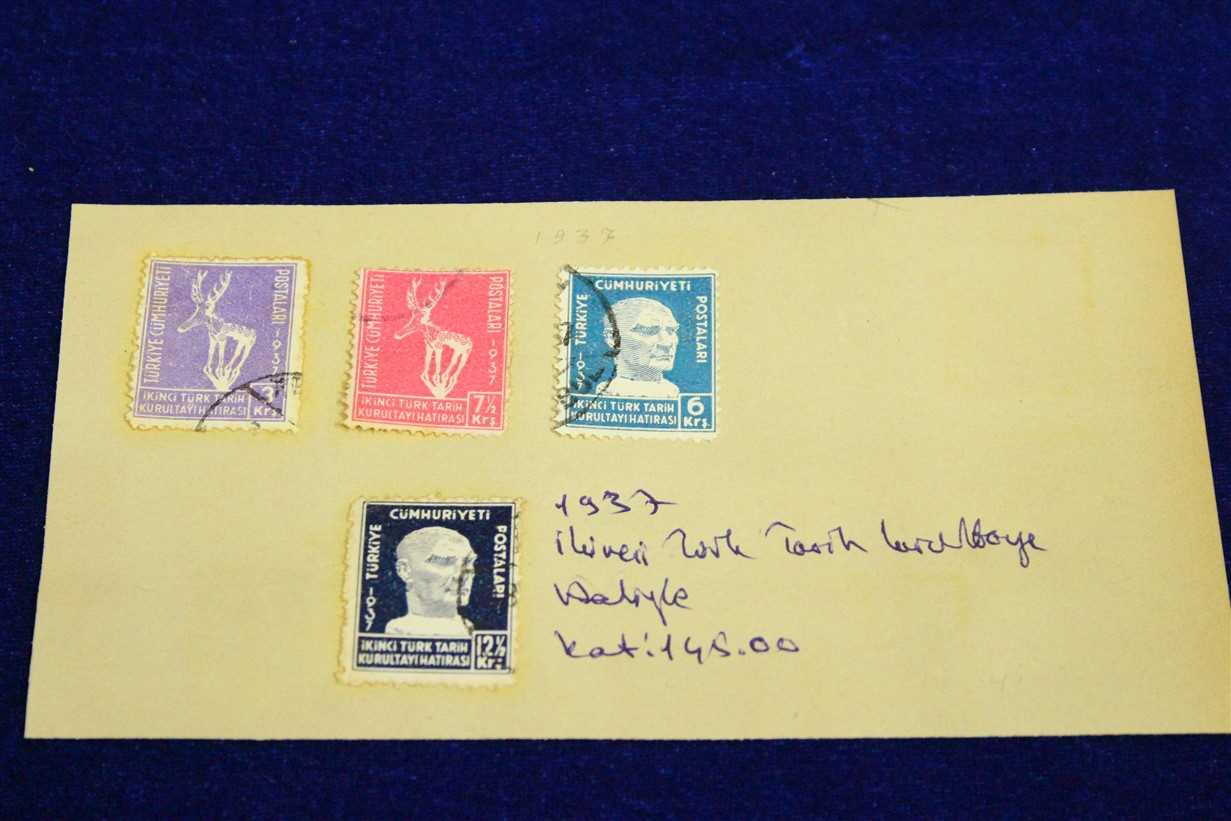 1937
TÜRKİYE CÜMHURİYETİ
POSTALARI 1937
İKİNCİ TÜRK TARİH
KURULTAYI HATIRASI
3 Krş.
TÜRKİYE CÜMHURİYETİ
POSTALARI 1937
İKİNCİ TÜRK TARİH
KURULTAYI HATIRASI
7½ Krş.
TÜRKİYE
CÜMHURİYETİ
POSTALARI
İKİNCİ TÜRK TARİH
KURULTAYI HATIRASI
6 Krş.
1937 TÜRKİYE
CÜMHURİYETİ
POSTALARI
İKİNCİ TÜRK TARİH
KURULTAYI HATIRASI
12½ Krş.
1937
Türk Tarih